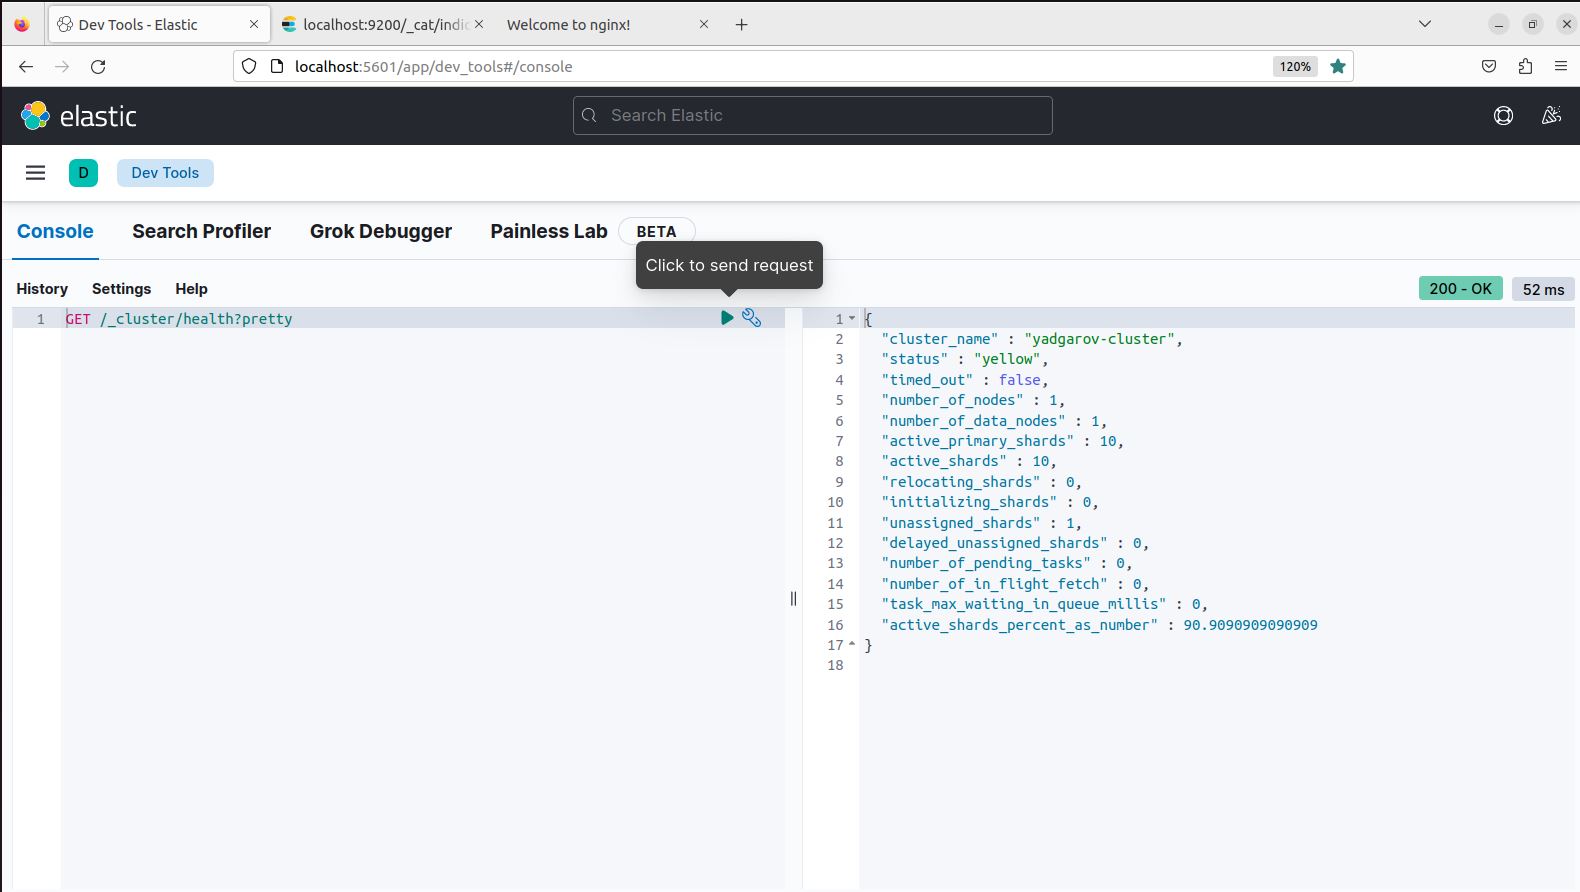 Dev Tools - Elastic
localhost:9200/_cat/indic
Welcome to nginx!
localhost:5601/app/dev_tools#/console
120%
elastic
Search Elastic
D
Dev Tools
Console
Search Profiler
Grok Debugger
Painless Lab
BETA
Click to send request
History
Settings
Help
200 - OK
52 ms
1 GET /_cluster/health?pretty
1 {
2 "cluster_name" : "yadgarov-cluster",
3 "status" : "yellow",
4 "timed_out" : false,
5 "number_of_nodes" : 1,
6 "number_of_data_nodes" : 1,
7 "active_primary_shards" : 10,
8 "active_shards" : 10,
9 "relocating_shards" : 0,
10 "initializing_shards" : 0,
11 "unassigned_shards" : 1,
12 "delayed_unassigned_shards" : 0,
13 "number_of_pending_tasks" : 0,
14 "number_of_in_flight_fetch" : 0,
15 "task_max_waiting_in_queue_millis" : 0,
16 "active_shards_percent_as_number" : 90.9090909090909
17 }
18